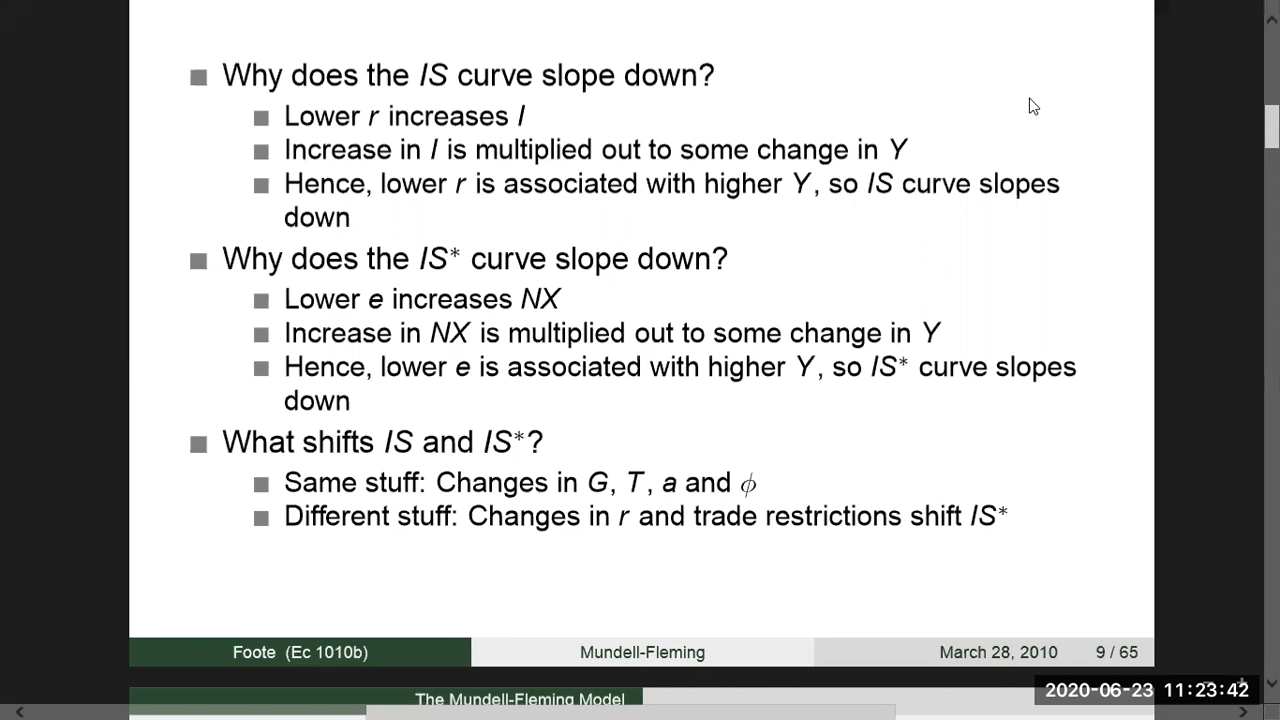 Why does the IS curve slope down?
Lower r increases I
Increase in I is multiplied out to some change in Y
Hence, lower r is associated with higher Y, so IS curve slopes
down
Why does the IS* curve slope down?
Lower e increases NX
Increase in NX is multiplied out to some change in Y
Hence, lower e is associated with higher Y, so IS* curve slopes
down
What shifts IS and IS*?
Same stuff: Changes in G, T, a and ϕ
Different stuff: Changes in r and trade restrictions shift IS*
Foote (Ec 1010b) Mundell-Fleming March 28, 2010 9 / 65
2020-06-23 11:23:42
The Mundell-Fleming Model